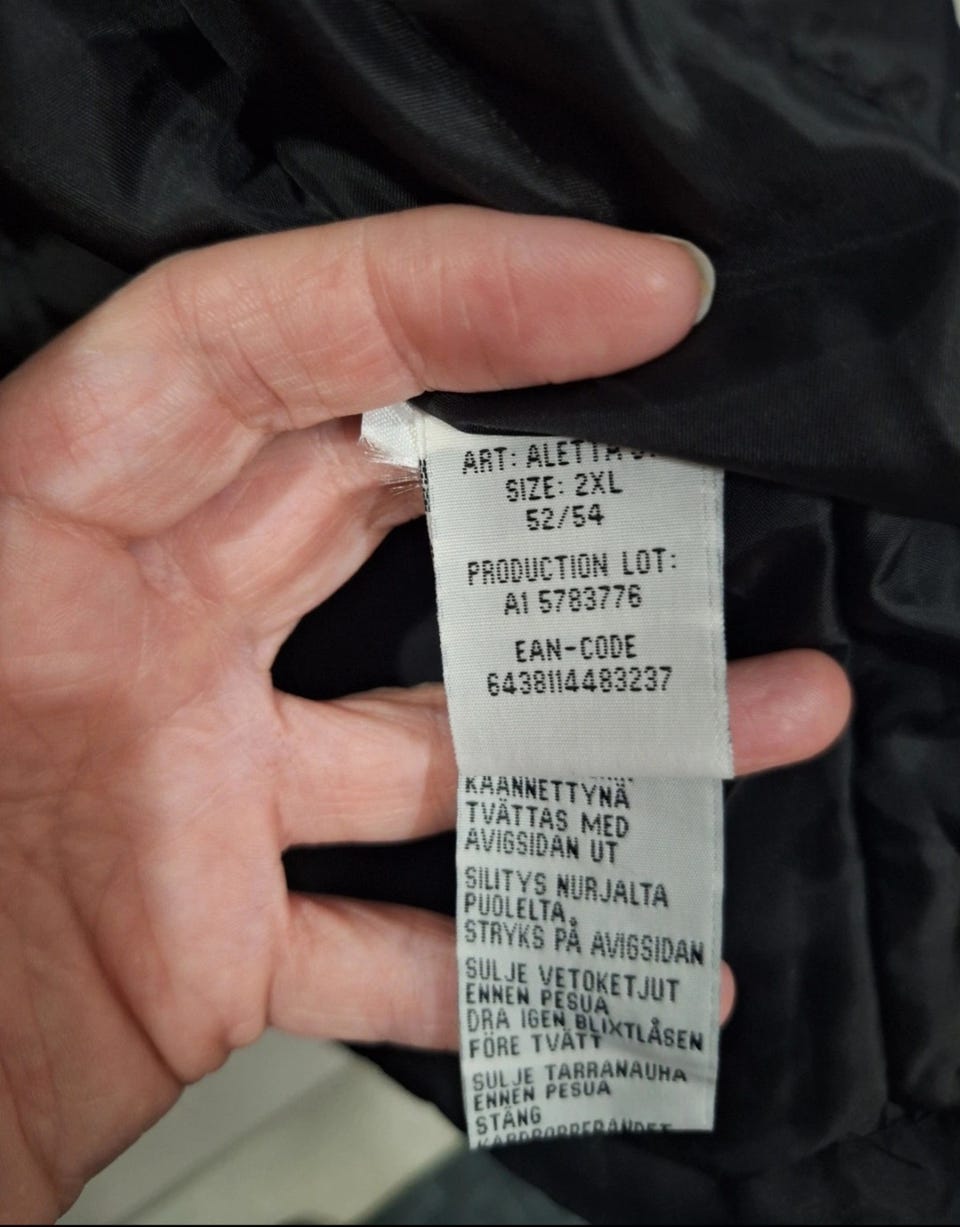 ART: ALETTA
SIZE: 2XL
52/54
PRODUCTION LOT:
A1 5783776
EAN-CODE
6438114483237
KÄÄNNETTYNÄ
TVÄTTAS MED
AVIGSIDAN UT
SILITYS NURJALTA
PUOLELTA,
STRYKS PÅ AVIGSIDAN
SULJE VETOKETJUT
ENNEN PESUA
DRA IGEN BLIXTLÅSEN
FÖRE TVÄTT
SULJE TARRANAUHA
ENNEN PESUA
STÄNG
KARDBORREBANDET